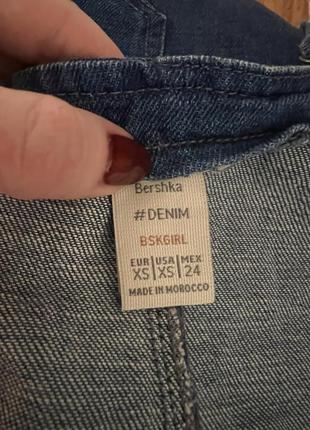 Bershka
#DENIM
BSKGIRL
EUR USA MEX
XS XS 24
MADE IN MOROCCO